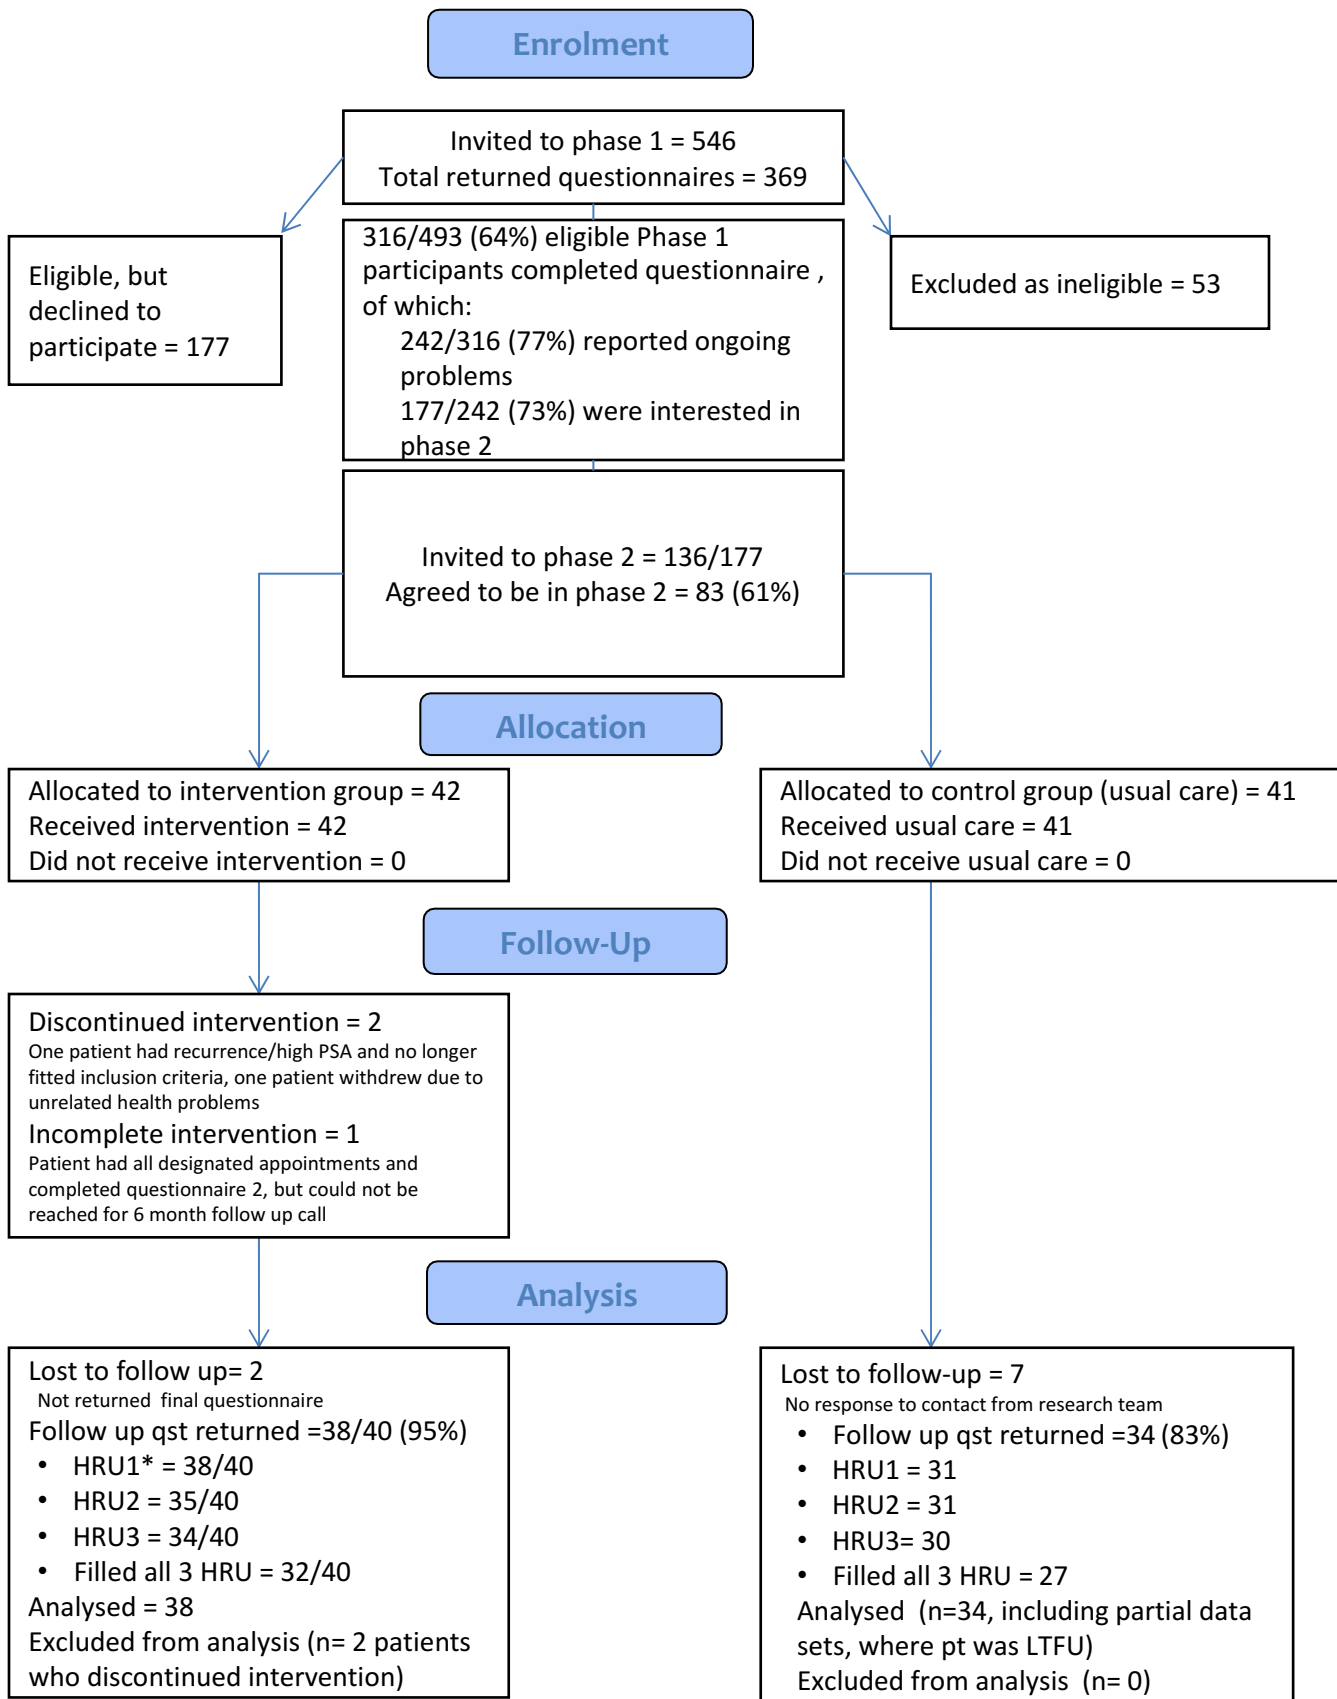 Enrolment
Invited to phase 1 = 546
Total returned questionnaires = 369
Eligible, but
declined to
participate = 177
316/493 (64%) eligible Phase 1
participants completed questionnaire ,
of which:
242/316 (77%) reported ongoing
problems
177/242 (73%) were interested in
phase 2
Excluded as ineligible = 53
Invited to phase 2 = 136/177
Agreed to be in phase 2 = 83 (61%)
Allocation
Allocated to intervention group = 42
Received intervention = 42
Did not receive intervention = 0
Allocated to control group (usual care) = 41
Received usual care = 41
Did not receive usual care = 0
Follow-Up
Discontinued intervention = 2
One patient had recurrence/high PSA and no longer
fitted inclusion criteria, one patient withdrew due to
unrelated health problems
Incomplete intervention = 1
Patient had all designated appointments and
completed questionnaire 2, but could not be
reached for 6 month follow up call
Analysis
Lost to follow up= 2
Not returned  final questionnaire
Follow up qst returned =38/40 (95%)
• HRU1* = 38/40
• HRU2 = 35/40
• HRU3 = 34/40
• Filled all 3 HRU = 32/40
Analysed = 38
Excluded from analysis (n= 2 patients
who discontinued intervention)
Lost to follow-up = 7
No response to contact from research team
• Follow up qst returned =34 (83%)
• HRU1 = 31
• HRU2 = 31
• HRU3= 30
• Filled all 3 HRU = 27
Analysed  (n=34, including partial data
sets, where pt was LTFU)
Excluded from analysis  (n= 0)